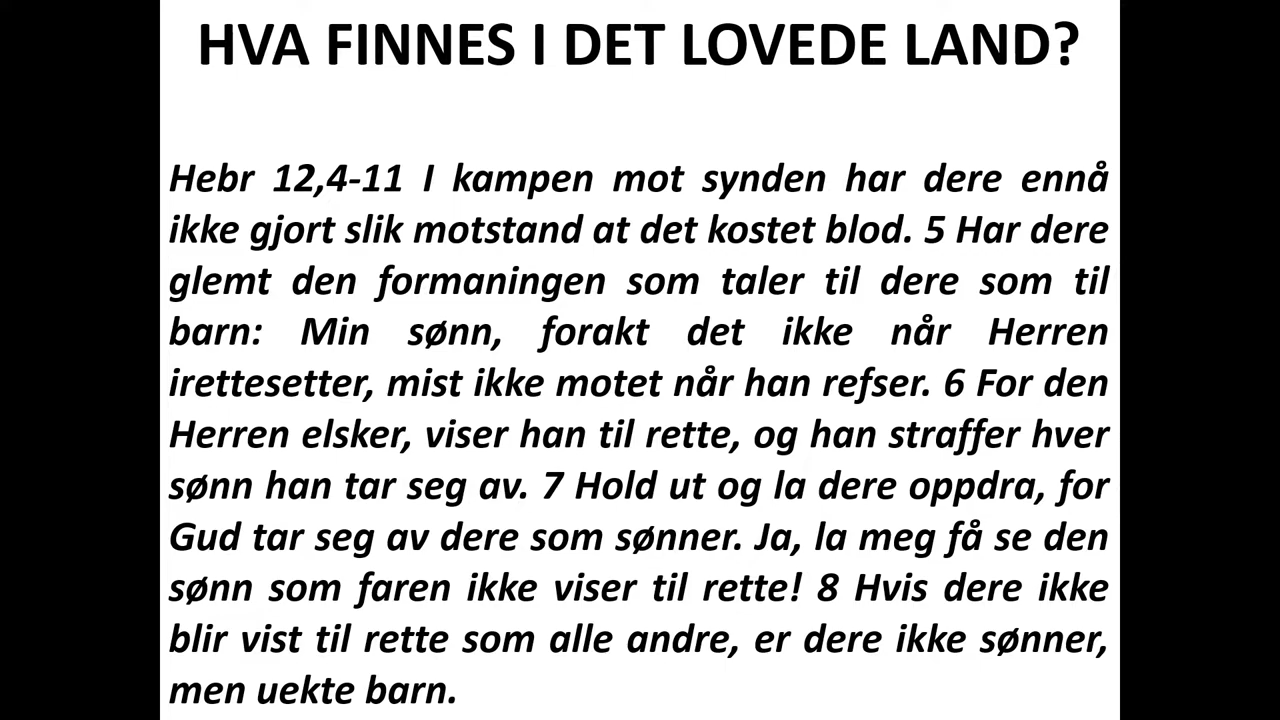 HVA FINNES I DET LOVEDE LAND?
Hebr 12,4-11 I kampen mot synden har dere ennå
ikke gjort slik motstand at det kostet blod. 5 Har dere
glemt den formaningen som taler til dere som til
barn: Min sønn, forakt det ikke når Herren
irettesetter, mist ikke motet når han refser. 6 For den
Herren elsker, viser han til rette, og han straffer hver
sønn han tar seg av. 7 Hold ut og la dere oppdra, for
Gud tar seg av dere som sønner. Ja, la meg få se den
sønn som faren ikke viser til rette! 8 Hvis dere ikke
blir vist til rette som alle andre, er dere ikke sønner,
men uekte barn.